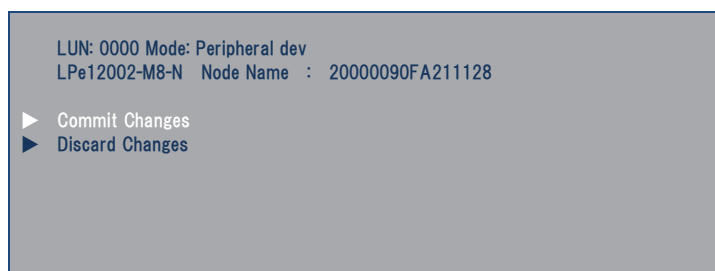 LUN: 0000 Mode: Peripheral dev
LPe12002-M8-N Node Name : 20000090FA211128
Commit Changes
Discard Changes